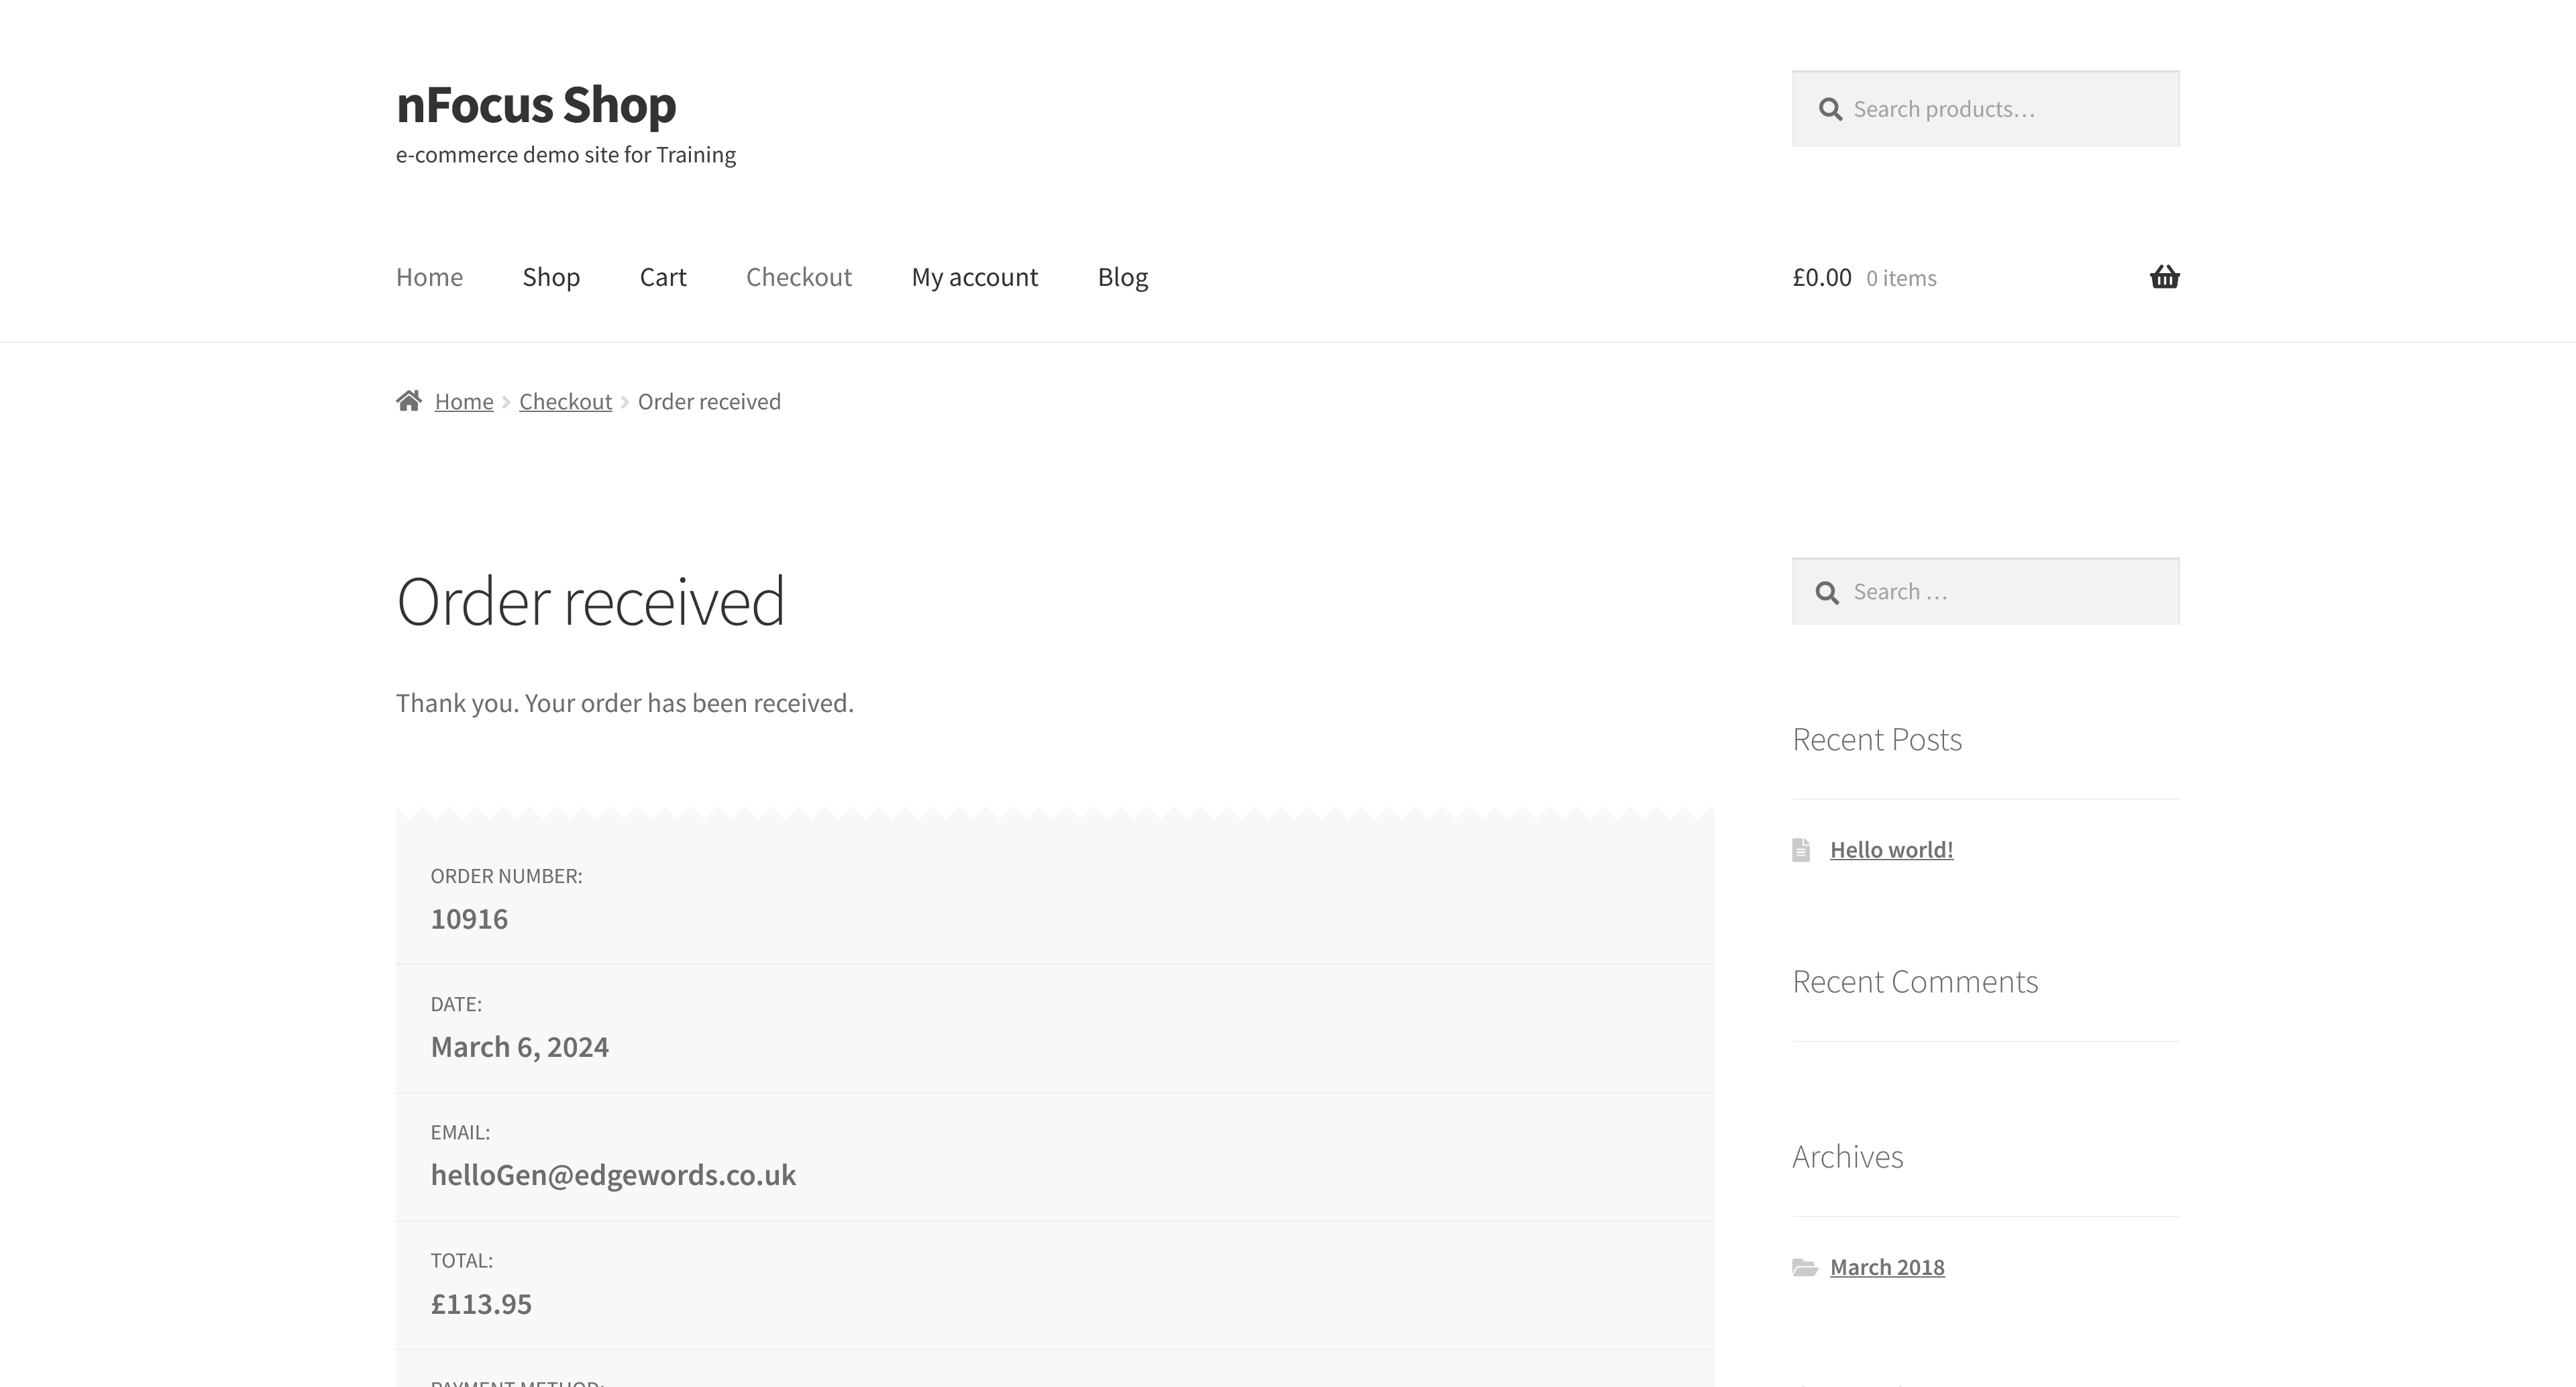 nFocus Shop
e-commerce demo site for Training
Search products…
Home Shop Cart Checkout My account Blog
£0.00 0 items
Home Checkout Order received
Order received
Thank you. Your order has been received.
ORDER NUMBER:
10916
DATE:
March 6, 2024
EMAIL:
helloGen@edgewords.co.uk
TOTAL:
£113.95
PAYMENT METHOD:
Search …
Recent Posts
Hello world!
Recent Comments
Archives
March 2018